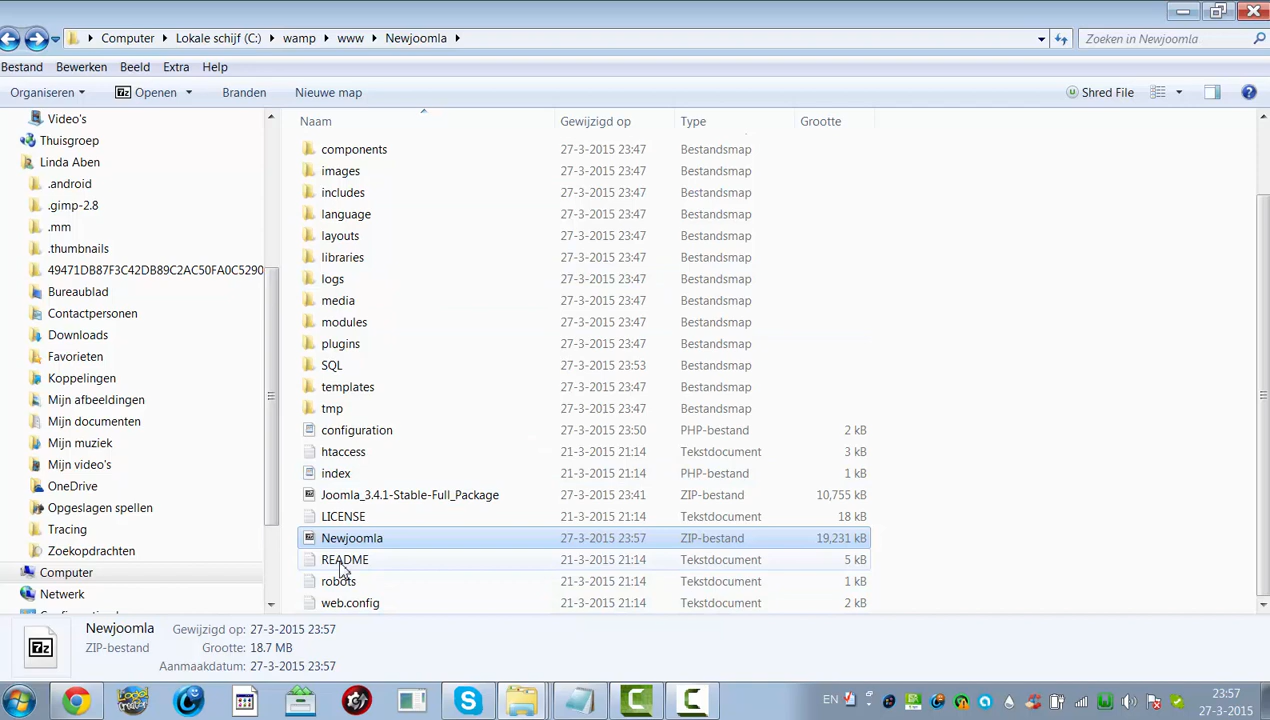 Computer Lokale schijf (C:) wamp www Newjoomla Zoeken in Newjoomla
Bestand Bewerken Beeld Extra Help
Organiseren 7z Openen Branden Nieuwe map Shred File
Video's
Thuisgroep
Linda Aben
.android
.gimp-2.8
.mm
.thumbnails
49471DB87F3C42DB89C2AC50FA0C5290
Bureaublad
Contactpersonen
Downloads
Favorieten
Koppelingen
Mijn afbeeldingen
Mijn documenten
Mijn muziek
Mijn video's
OneDrive
Opgeslagen spellen
Tracing
Zoekopdrachten
Computer
Netwerk
Naam Gewijzigd op Type Grootte
components 27-3-2015 23:47 Bestandsmap
images 27-3-2015 23:47 Bestandsmap
includes 27-3-2015 23:47 Bestandsmap
language 27-3-2015 23:47 Bestandsmap
layouts 27-3-2015 23:47 Bestandsmap
libraries 27-3-2015 23:47 Bestandsmap
logs 27-3-2015 23:47 Bestandsmap
media 27-3-2015 23:47 Bestandsmap
modules 27-3-2015 23:47 Bestandsmap
plugins 27-3-2015 23:47 Bestandsmap
SQL 27-3-2015 23:53 Bestandsmap
templates 27-3-2015 23:47 Bestandsmap
tmp 27-3-2015 23:47 Bestandsmap
configuration 27-3-2015 23:50 PHP-bestand 2 kB
htaccess 21-3-2015 21:14 Tekstdocument 3 kB
index 21-3-2015 21:14 PHP-bestand 1 kB
Joomla_3.4.1-Stable-Full_Package 27-3-2015 23:41 ZIP-bestand 10,755 kB
LICENSE 21-3-2015 21:14 Tekstdocument 18 kB
Newjoomla 27-3-2015 23:57 ZIP-bestand 19,231 kB
README 21-3-2015 21:14 Tekstdocument 5 kB
robots 21-3-2015 21:14 Tekstdocument 1 kB
web.config 21-3-2015 21:14 Tekstdocument 2 kB
7z
Newjoomla Gewijzigd op: 27-3-2015 23:57
ZIP-bestand Grootte: 18.7 MB
Aanmaakdatum: 27-3-2015 23:57
EN 23:57
27-3-2015